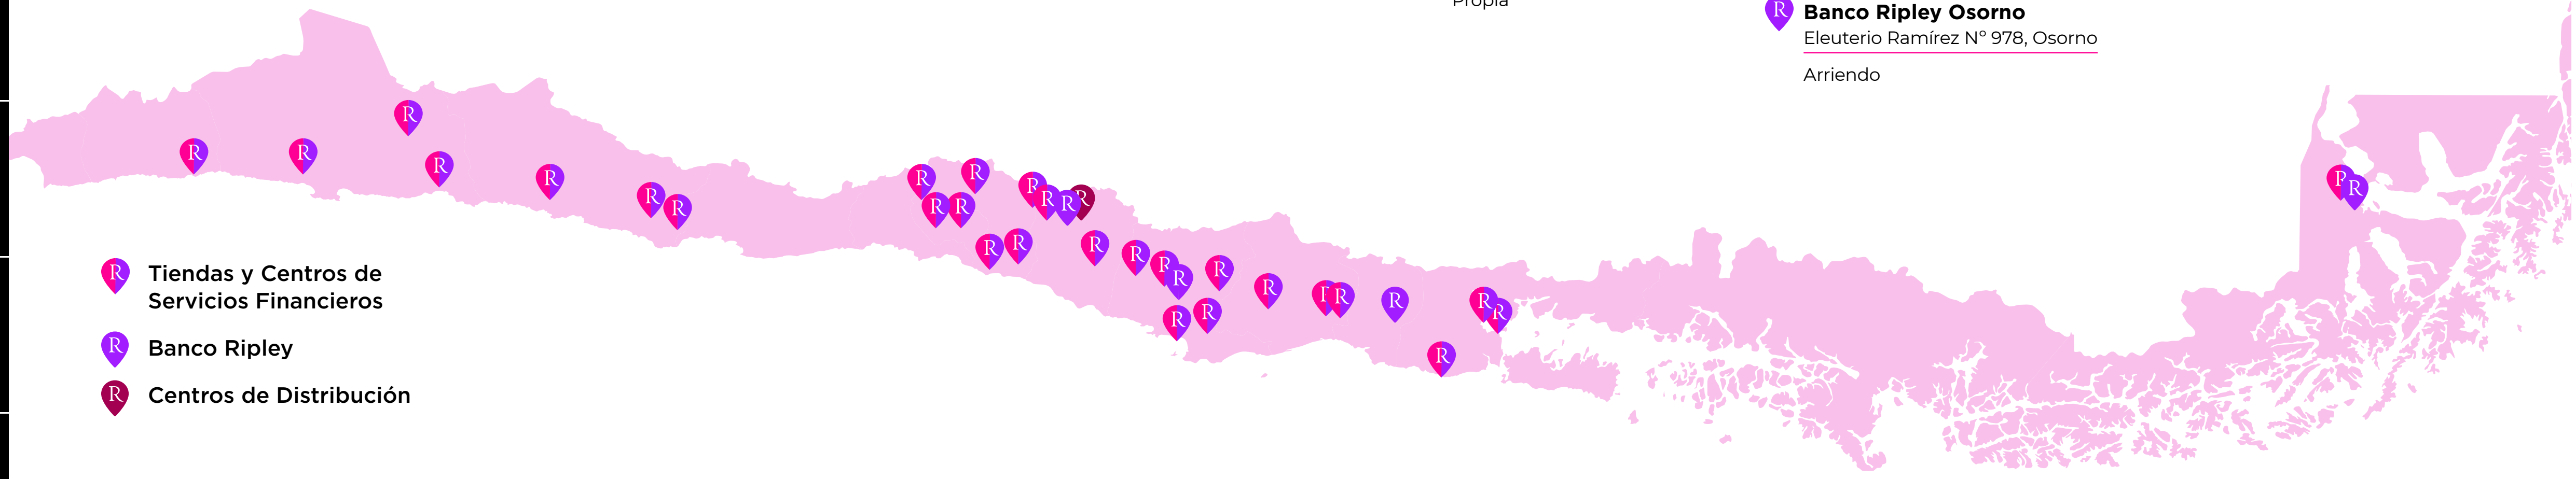 Propia
Banco Ripley Osorno
Eleuterio Ramírez Nº 978, Osorno
Arriendo
Tiendas y Centros de
Servicios Financieros
Banco Ripley
Centros de Distribución